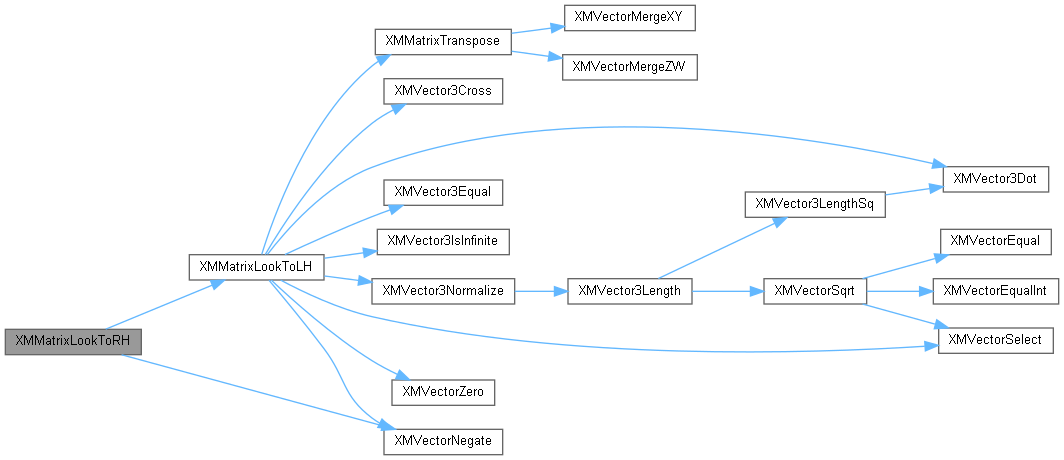 XMVectorMergeXY
XMMatrixTranspose
XMVectorMergeZW
XMVector3Cross
XMVector3Dot
XMVector3Equal
XMVector3LengthSq
XMVector3IsInfinite
XMVectorEqual
XMMatrixLookToLH
XMVector3Normalize
XMVector3Length
XMVectorSqrt
XMVectorEqualInt
XMMatrixLookToRH
XMVectorSelect
XMVectorZero
XMVectorNegate